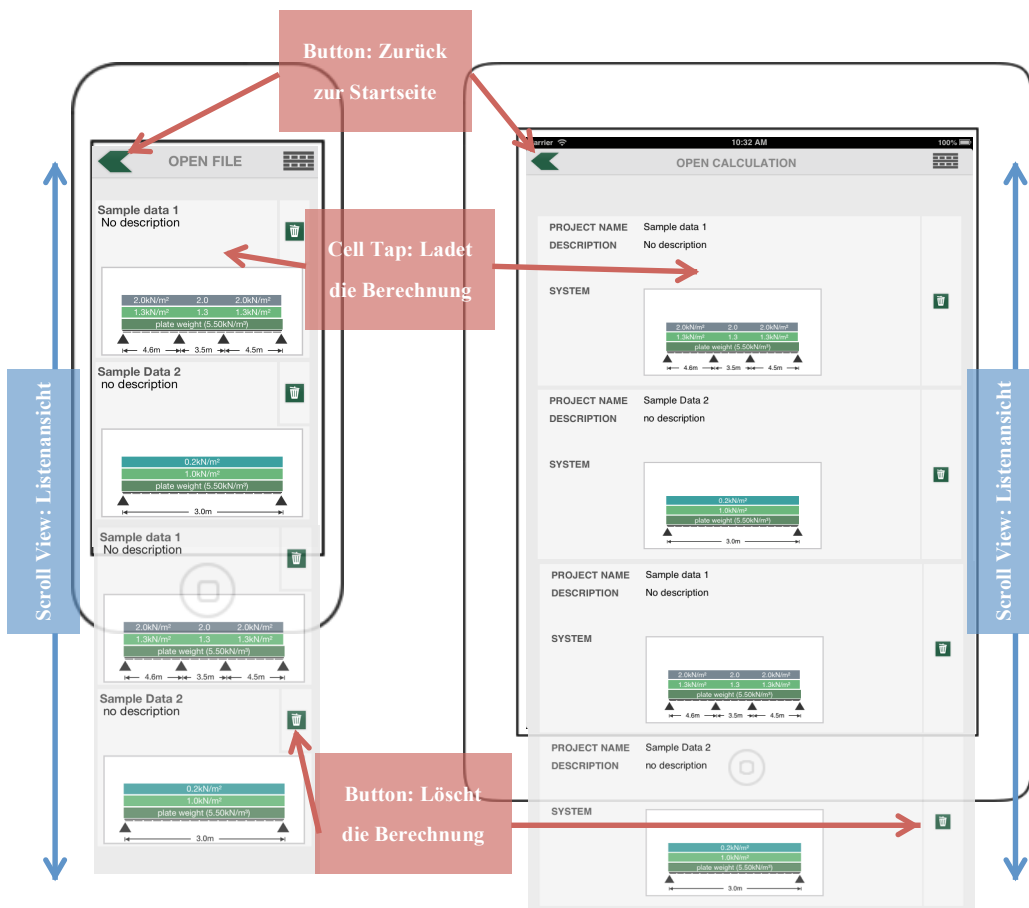 Button: Zurück
zur Startseite
OPEN FILE
Sample data 1
No description
2.0kN/m² 2.0 2.0kN/m²
1.3kN/m² 1.3 1.3kN/m²
plate weight (5.50kN/m³)
4.6m 3.5m 4.5m
Sample Data 2
no description
0.2kN/m²
1.0kN/m²
plate weight (5.50kN/m³)
3.0m
Sample data 1
No description
2.0kN/m² 2.0 2.0kN/m²
1.3kN/m² 1.3 1.3kN/m²
plate weight (5.50kN/m³)
4.6m 3.5m 4.5m
Sample Data 2
no description
0.2kN/m²
1.0kN/m²
plate weight (5.50kN/m³)
3.0m
Scroll View: Listenansicht
Cell Tap: Ladet
die Berechnung
Button: Löscht
die Berechnung
10:32 AM 100%
OPEN CALCULATION
PROJECT NAME Sample data 1
DESCRIPTION No description
SYSTEM
2.0kN/m² 2.0 2.0kN/m²
1.3kN/m² 1.3 1.3kN/m²
plate weight (5.50kN/m³)
4.6m 3.5m 4.5m
PROJECT NAME Sample Data 2
DESCRIPTION no description
SYSTEM
0.2kN/m²
1.0kN/m²
plate weight (5.50kN/m³)
3.0m
PROJECT NAME Sample data 1
DESCRIPTION No description
SYSTEM
2.0kN/m² 2.0 2.0kN/m²
1.3kN/m² 1.3 1.3kN/m²
plate weight (5.50kN/m³)
4.6m 3.5m 4.5m
PROJECT NAME Sample Data 2
DESCRIPTION no description
SYSTEM
0.2kN/m²
1.0kN/m²
plate weight (5.50kN/m³)
3.0m
Scroll View: Listenansicht